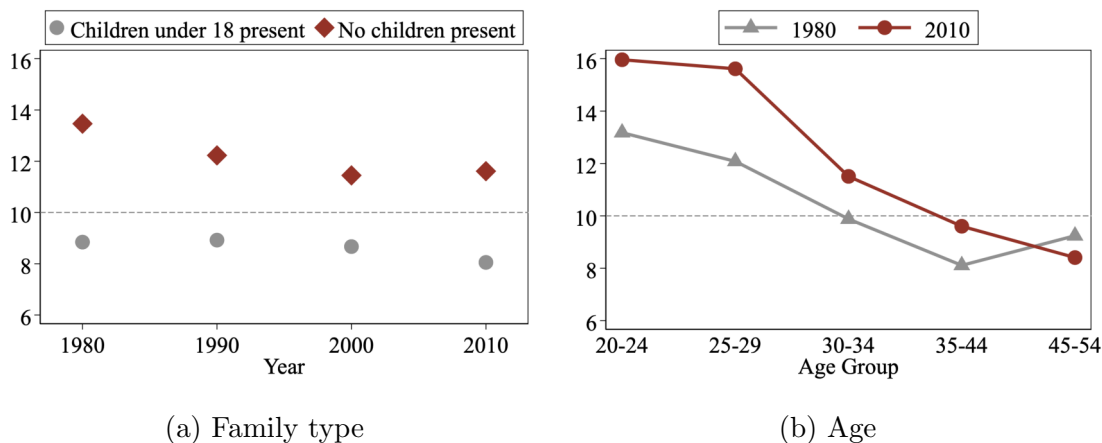 Children under 18 present No children present
16
14
12
10
8
6
1980 1990 2000 2010
Year
(a) Family type
1980 2010
16
14
12
10
8
6
20-24 25-29 30-34 35-44 45-54
Age Group
(b) Age